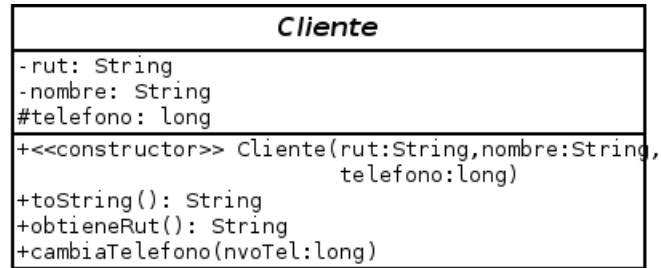 Cliente
-rut: String
-nombre: String
#telefono: long
+<<constructor>> Cliente(rut:String,nombre:String,
telefono:long)
+toString(): String
+obtieneRut(): String
+cambiaTelefono(nvoTel:long)